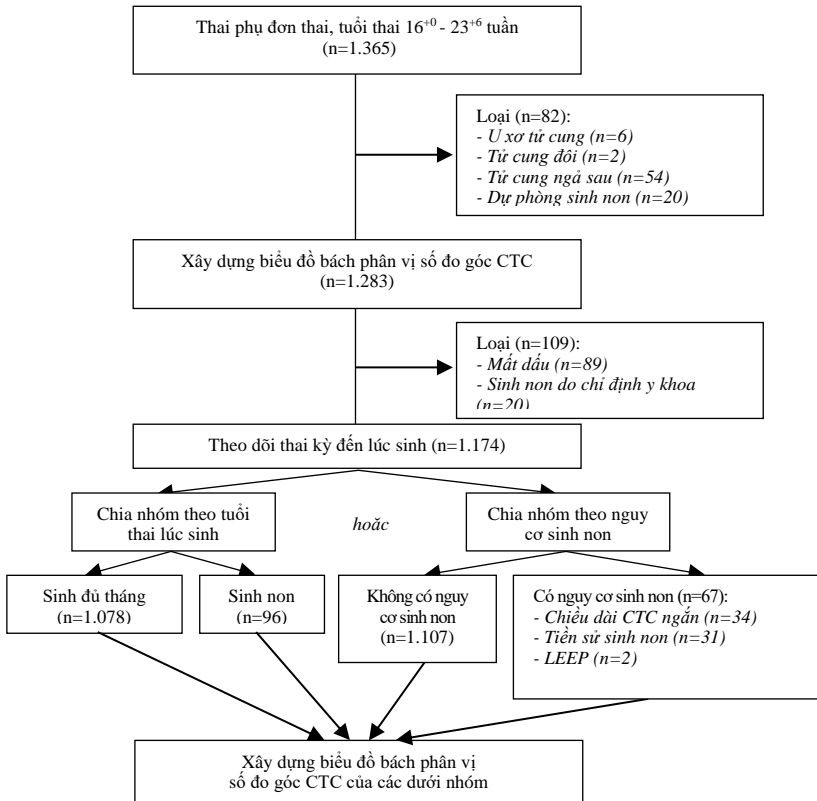 Thai phụ đơn thai, tuổi thai 16⁺⁰ - 23⁺⁶ tuần
(n=1.365)
Loại (n=82):
- U xơ tử cung (n=6)
- Tử cung đôi (n=2)
- Tử cung ngả sau (n=54)
- Dự phòng sinh non (n=20)
Xây dựng biểu đồ bách phân vị số đo góc CTC
(n=1.283)
Loại (n=109):
- Mất dấu (n=89)
- Sinh non do chỉ định y khoa
(n=20)
Theo dõi thai kỳ đến lúc sinh (n=1.174)
Chia nhóm theo tuổi
thai lúc sinh
hoặc
Chia nhóm theo nguy
cơ sinh non
Sinh đủ tháng
(n=1.078)
Sinh non
(n=96)
Không có nguy
cơ sinh non
(n=1.107)
Có nguy cơ sinh non (n=67):
- Chiều dài CTC ngắn (n=34)
- Tiền sử sinh non (n=31)
- LEEP (n=2)
Xây dựng biểu đồ bách phân vị
số đo góc CTC của các dưới nhóm